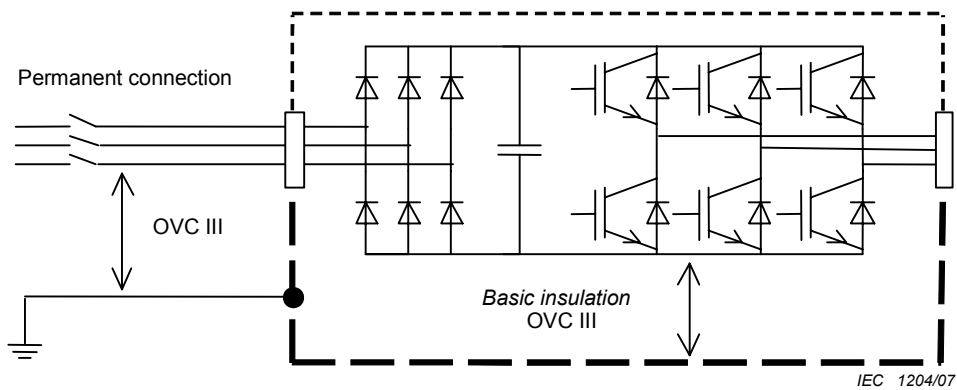 Permanent connection
OVC III
Basic insulation
OVC III
IEC 1204/07